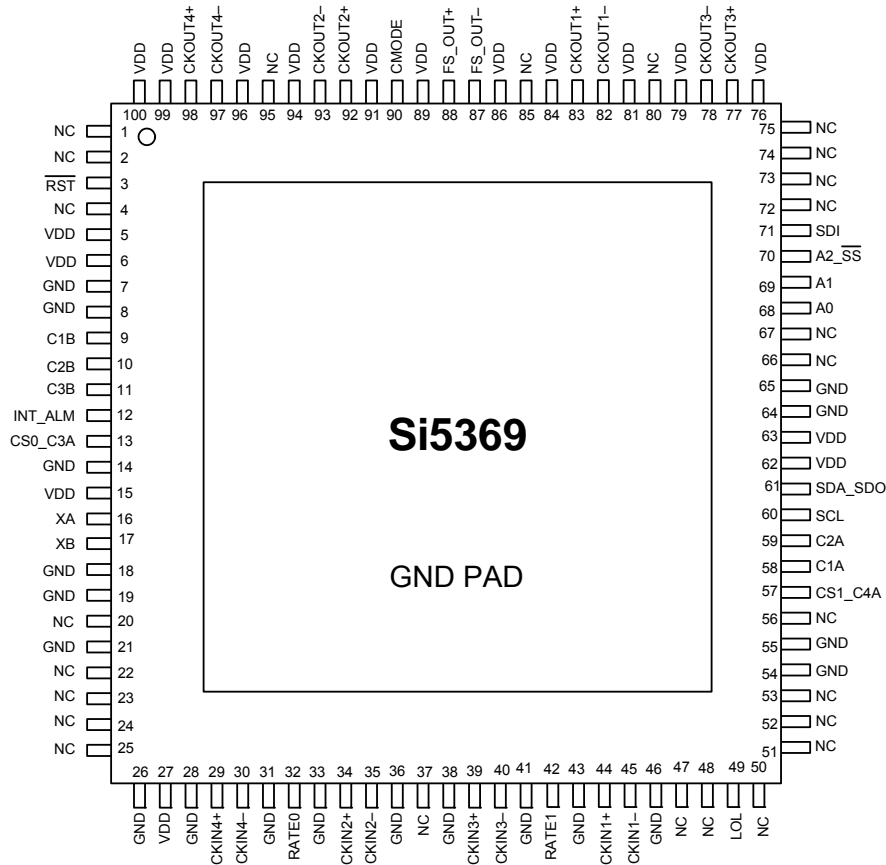 VDD VDD CKOUT4+ CKOUT4– VDD NC VDD CKOUT2– CKOUT2+ VDD CMODE VDD FS_OUT+ FS_OUT– VDD NC VDD CKOUT1+ CKOUT1– VDD NC VDD CKOUT3– CKOUT3+ VDD
100 99 98 97 96 95 94 93 92 91 90 89 88 87 86 85 84 83 82 81 80 79 78 77 76
NC 1 75 NC
NC 2 74 NC
R̅S̅T̅ 3 73 NC
NC 4 72 NC
VDD 5 71 SDI
VDD 6 70 A2_S̅S̅
GND 7 69 A1
GND 8 68 A0
C1B 9 67 NC
C2B 10 66 NC
C3B 11 65 GND
INT_ALM 12 64 GND
CS0_C3A 13 63 VDD
GND 14 62 VDD
VDD 15 61 SDA_SDO
XA 16 60 SCL
XB 17 59 C2A
GND 18 58 C1A
GND 19 57 CS1_C4A
NC 20 56 NC
GND 21 55 GND
NC 22 54 GND
NC 23 53 NC
NC 24 52 NC
NC 25 51 NC
Si5369
GND PAD
26 27 28 29 30 31 32 33 34 35 36 37 38 39 40 41 42 43 44 45 46 47 48 49 50
GND VDD GND CKIN4+ CKIN4– GND RATE0 GND CKIN2+ CKIN2– GND NC GND CKIN3+ CKIN3– GND RATE1 GND CKIN1+ CKIN1– GND NC NC LOL NC